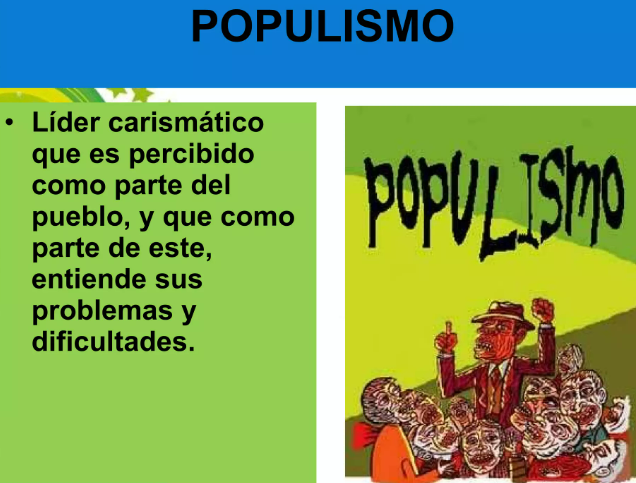 POPULISMO
• Líder carismático
que es percibido
como parte del
pueblo, y que como
parte de este,
entiende sus
problemas y
dificultades.
POPULISMO